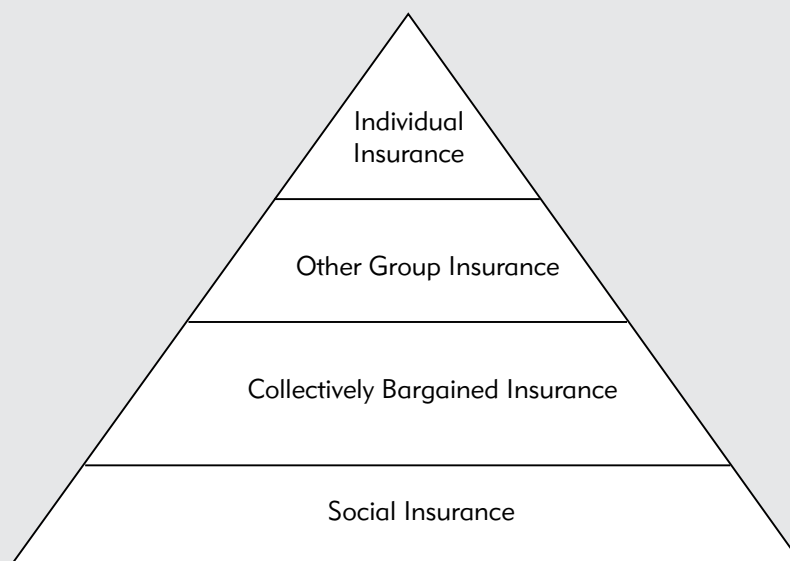 Individual
Insurance
Other Group Insurance
Collectively Bargained Insurance
Social Insurance